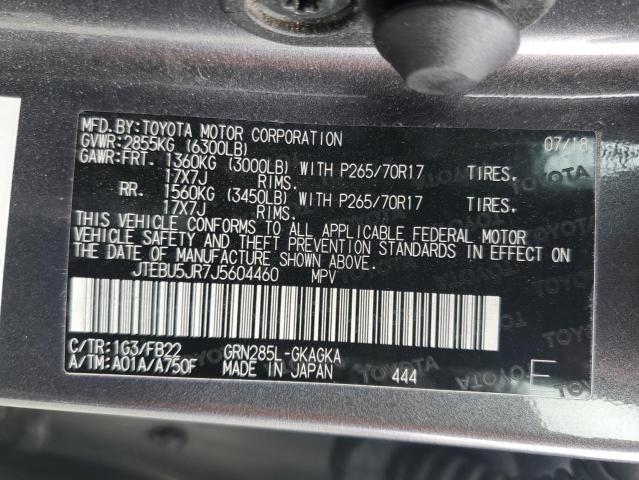 MFD.BY:TOYOTA MOTOR CORPORATION 07/18
GVWR:2855KG (6300LB)
GAWR:FRT. 1360KG (3000LB) WITH P265/70R17 TIRES.
17X7J RIMS.
RR. 1560KG (3450LB) WITH P265/70R17 TIRES.
17X7J RIMS.
THIS VEHICLE CONFORMS TO ALL APPLICABLE FEDERAL MOTOR
VEHICLE SAFETY AND THEFT PREVENTION STANDARDS IN EFFECT
ON THE DATE OF MANUFACTURE SHOWN ABOVE.
JTEBU5JR7J5604460 MPV
C/TR:1G3/FB22 GRN285L-GKAGKA
A/TM:A01A/A750F MADE IN JAPAN 444 E